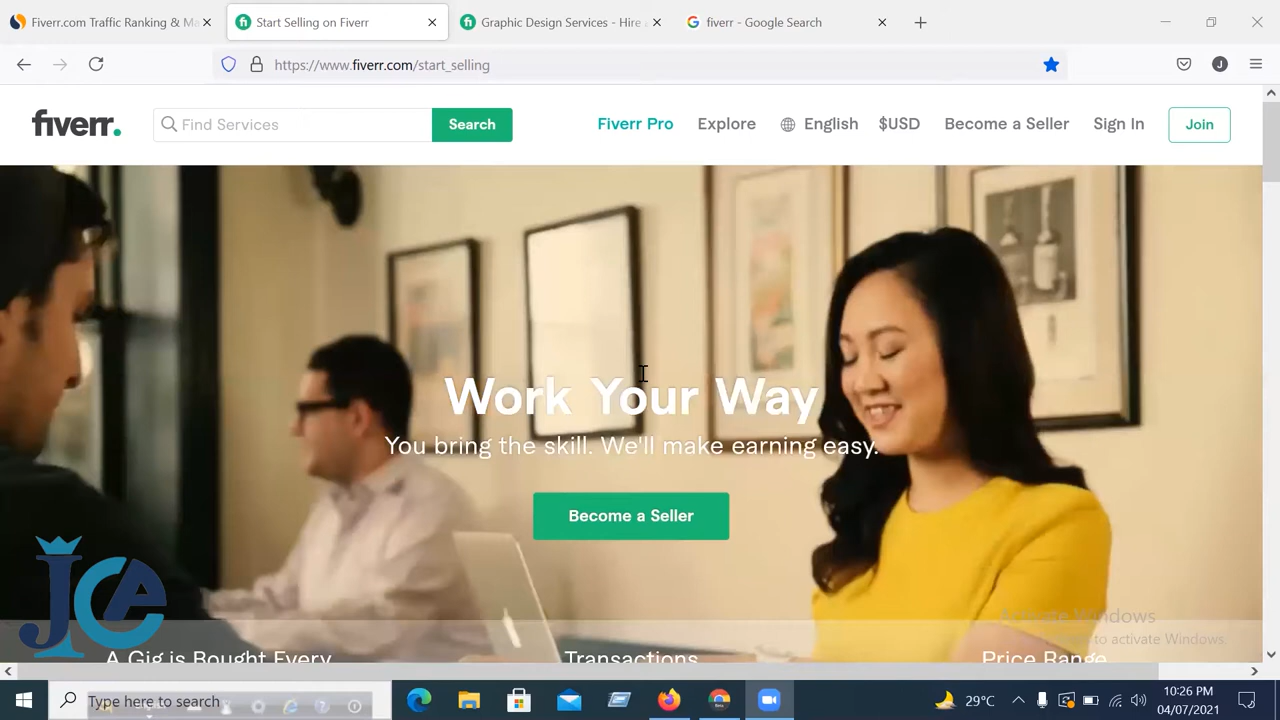 Fiverr.com Traffic Ranking & Ma
Start Selling on Fiverr
Graphic Design Services - Hire
fiverr - Google Search
https://www.fiverr.com/start_selling
J
fiverr.
Find Services
Search
Fiverr Pro
Explore
English
$USD
Become a Seller
Sign In
Join
Work Your Way
You bring the skill. We'll make earning easy.
Become a Seller
JCE
Activate Windows
to activate Windows.
A Gig is Bought Every
Transactions
Price Range
Type here to search
29°C
10:26 PM
04/07/2021